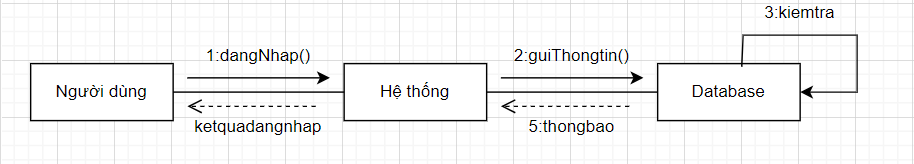 3:kiemtra
1:dangNhap()
2:guiThongtin()
Người dùng
Hệ thống
Database
ketquadangnhap
5:thongbao